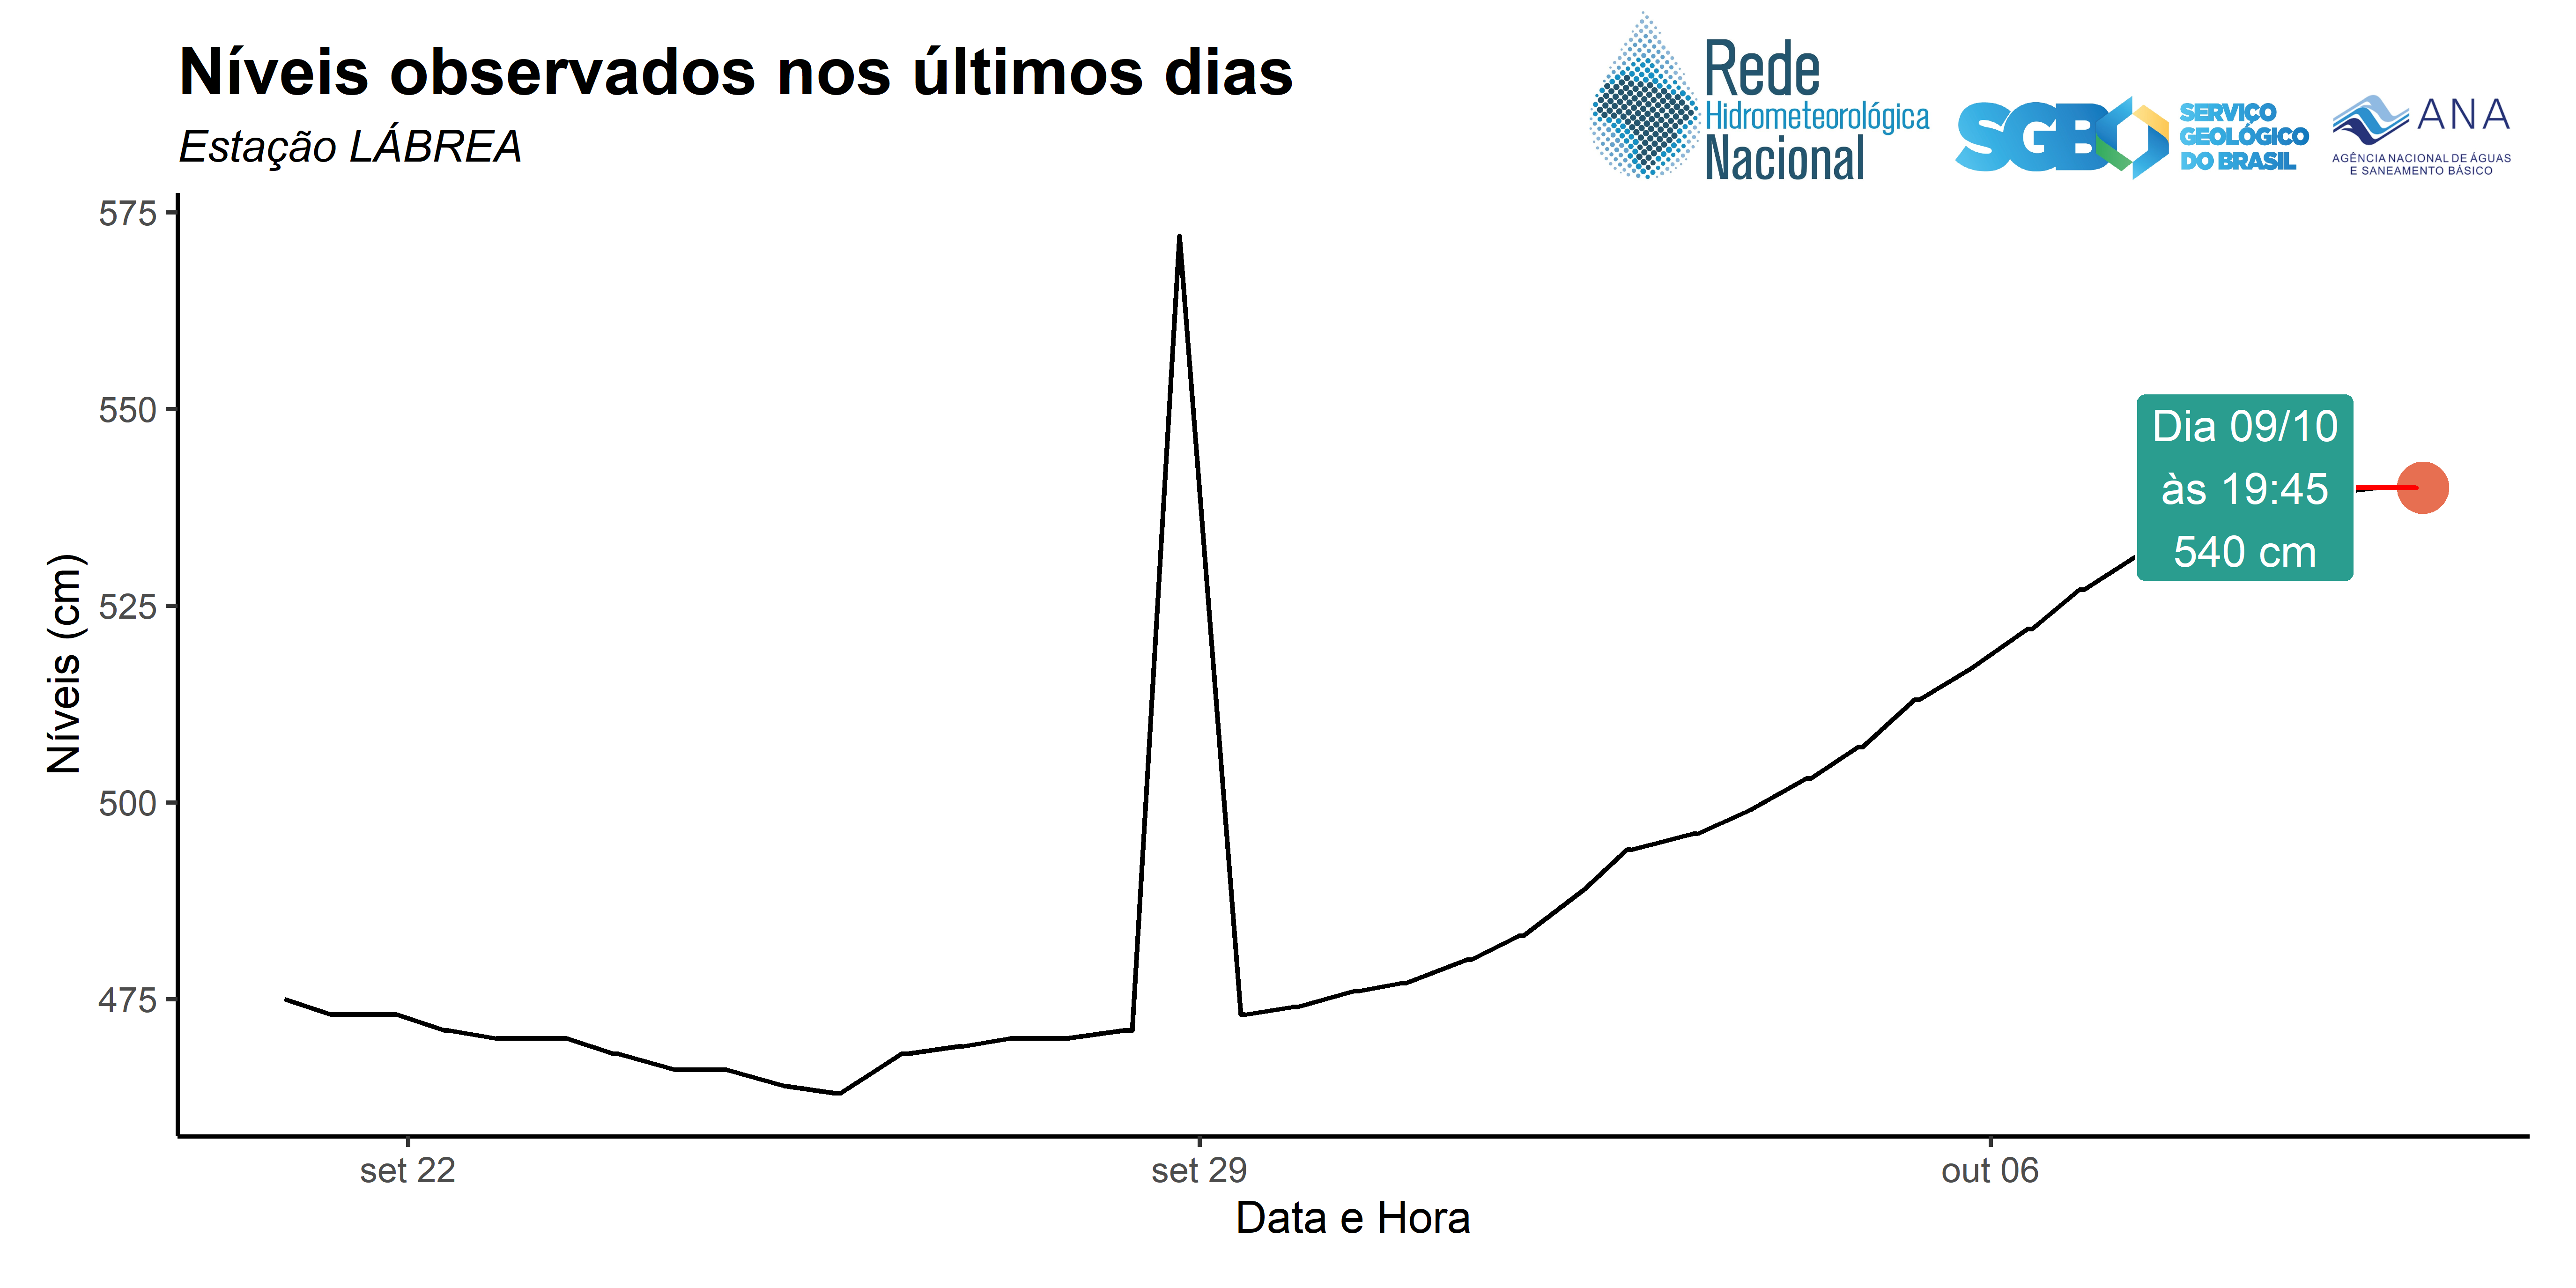 Níveis observados nos últimos dias
Estação LÁBREA
Rede
Hidrometeorológica
Nacional
SGB
SERVIÇO
GEOLÓGICO
DO BRASIL
ANA
AGÊNCIA NACIONAL DE ÁGUAS
E SANEAMENTO BÁSICO
Níveis (cm)
575
550
525
500
475
Dia 09/10
às 19:45
540 cm
set 22
set 29
out 06
Data e Hora